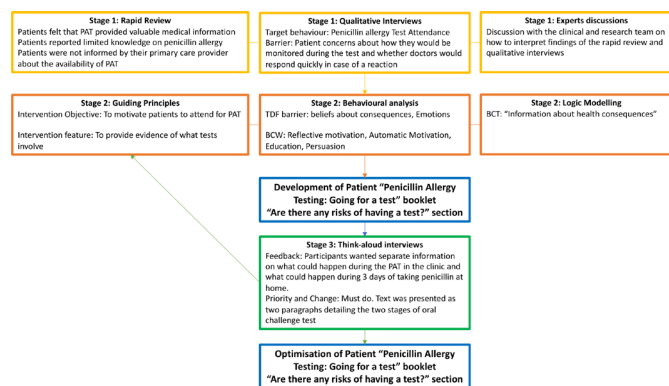 Stage 1: Rapid Review
Patients felt that PAT provided valuable medical information
Patients reported limited knowledge on penicillin allergy
Patients were not informed by their primary care provider
about the availability of PAT
Stage 1: Qualitative Interviews
Target behaviour: Penicillin allergy Test Attendance
Barrier: Patient concerns about how they would be
monitored during the test and whether doctors would
respond quickly in case of a reaction
Stage 1: Experts discussions
Discussion with the clinical and research team on
how to interpret findings of the rapid review and
qualitative interviews
Stage 2: Guiding Principles
Intervention Objective: To motivate patients to attend for PAT
Intervention feature: To provide evidence of what tests
involve
Stage 2: Behavioural analysis
TDF barrier: beliefs about consequences, Emotions
BCW: Reflective motivation, Automatic Motivation,
Education, Persuasion
Stage 2: Logic Modelling
BCT: "Information about health consequences"
Development of Patient "Penicillin Allergy
Testing: Going for a test" booklet
"Are there any risks of having a test?" section
Stage 3: Think-aloud interviews
Feedback: Participants wanted separate information
on what could happen during the PAT in the clinic and
what could happen during 3 days of taking penicillin at
home.
Priority and Change: Must do. Text was presented as
two paragraphs detailing the two stages of oral
challenge test
Optimisation of Patient "Penicillin Allergy
Testing: Going for a test" booklet
"Are there any risks of having a test?" section